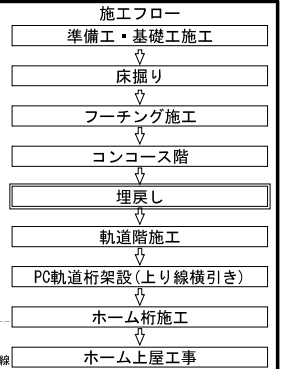 施工フロー
準備工・基礎工施工
床掘り
フーチング施工
コンコース階
埋戻し
軌道階施工
PC軌道桁架設(上り線横引き)
ホーム桁施工
ホーム上屋工事
線